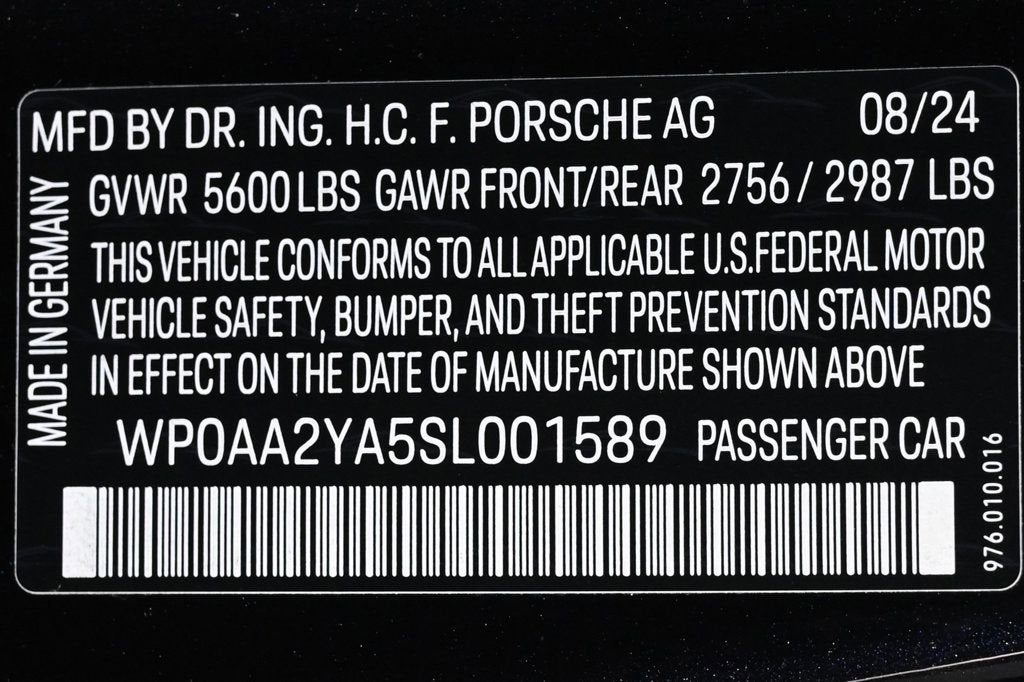 MFD BY DR. ING. H.C. F. PORSCHE AG 08/24
GVWR 5600 LBS GAWR FRONT/REAR 2756 / 2987 LBS
THIS VEHICLE CONFORMS TO ALL APPLICABLE U.S.FEDERAL MOTOR
VEHICLE SAFETY, BUMPER, AND THEFT PREVENTION STANDARDS
IN EFFECT ON THE DATE OF MANUFACTURE SHOWN ABOVE
WP0AA2YA5SL001589 PASSENGER CAR
MADE IN GERMANY
976.010.016